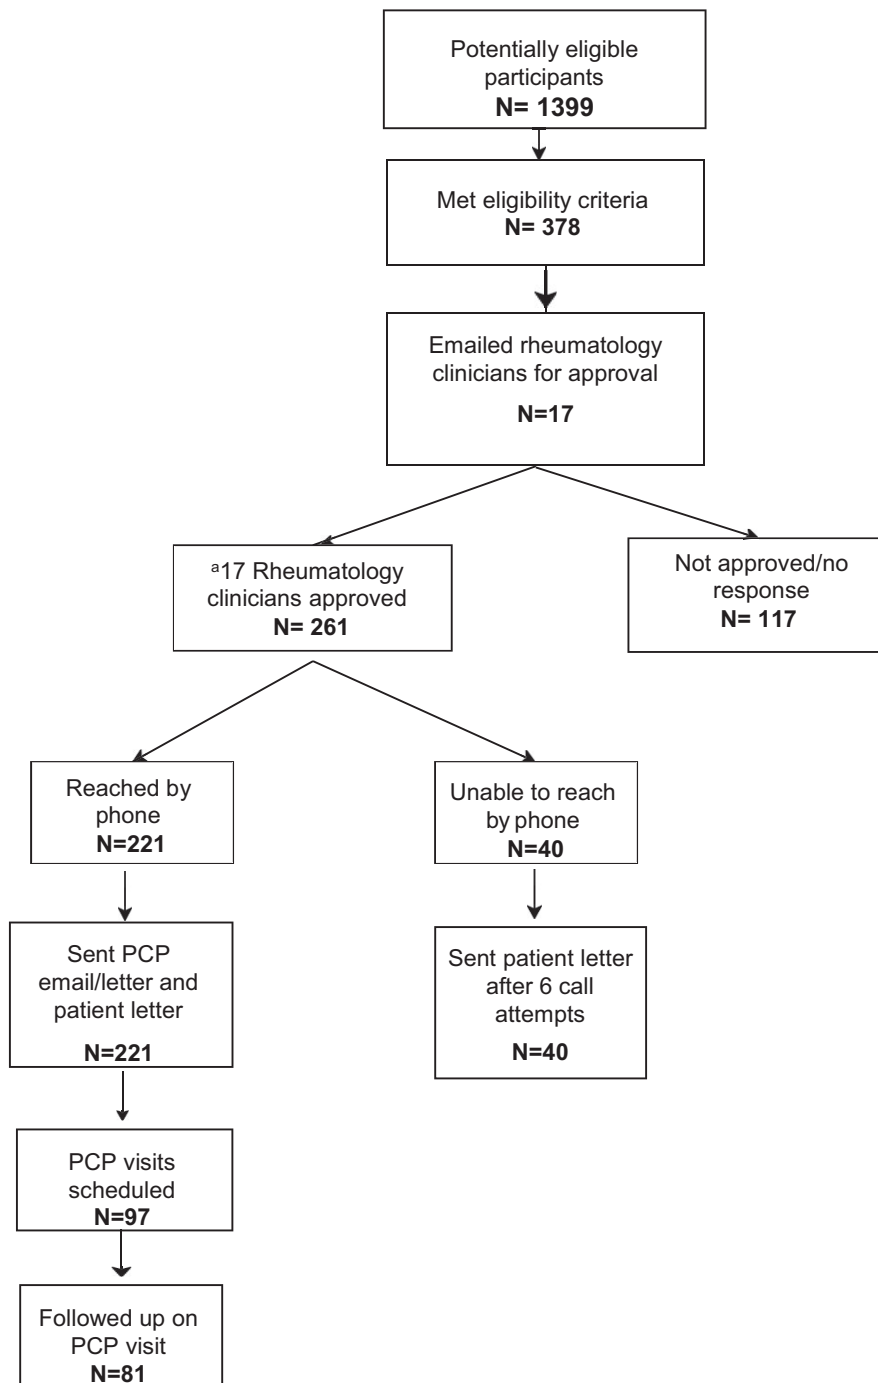 Potentially eligible
participants
N= 1399
Met eligibility criteria
N= 378
Emailed rheumatology
clinicians for approval
N=17
ᵃ17 Rheumatology
clinicians approved
N= 261
Not approved/no
response
N= 117
Reached by
phone
N=221
Unable to reach
by phone
N=40
Sent PCP
email/letter and
patient letter
N=221
Sent patient letter
after 6 call
attempts
N=40
PCP visits
scheduled
N=97
Followed up on
PCP visit
N=81